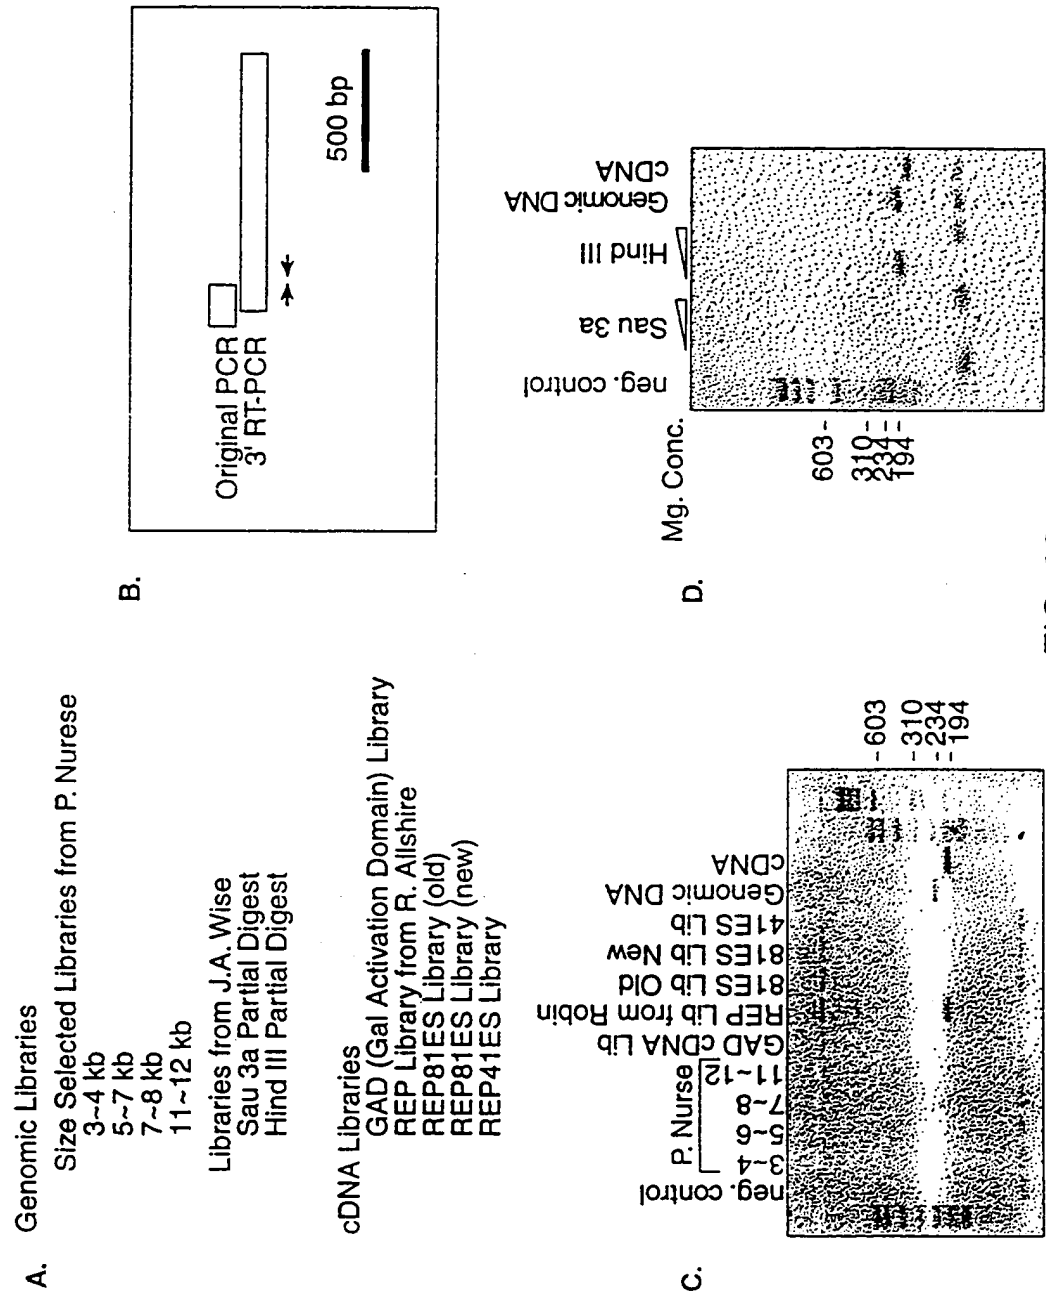 A.
Genomic Libraries
Size Selected Libraries from P. Nurese
3~4 kb
5~7 kb
7~8 kb
11~12 kb
Libraries from J.A. Wise
Sau 3a Partial Digest
Hind III Partial Digest
cDNA Libraries
GAD (Gal Activation Domain) Library
REP Library from R. Allshire
REP81ES Library (old)
REP81ES Library (new)
REP41ES Library
B.
Original PCR
3' RT-PCR
500 bp
C.
neg. control
P. Nurse
3~4
5~6
7~8
11~12
GAD cDNA Lib
REP Lib from Robin
81ES Lib Old
81ES Lib New
41ES Lib
Genomic DNA
cDNA
- 603
- 310
- 234
- 194
D.
Mg. Conc.
neg. control
Sau 3a
Hind III
Genomic DNA
cDNA
603-
310 -
234 -
194 -